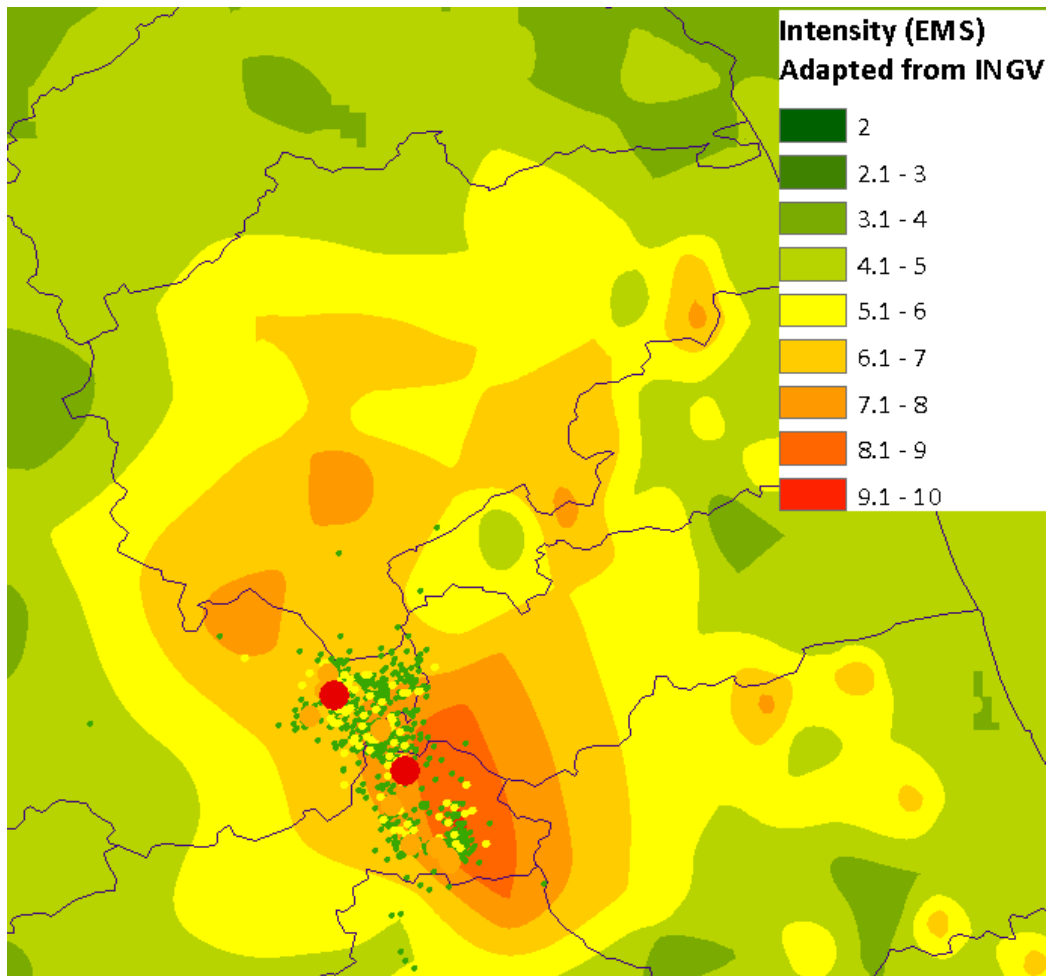 Intensity (EMS)
Adapted from INGV
2
2.1 - 3
3.1 - 4
4.1 - 5
5.1 - 6
6.1 - 7
7.1 - 8
8.1 - 9
9.1 - 10